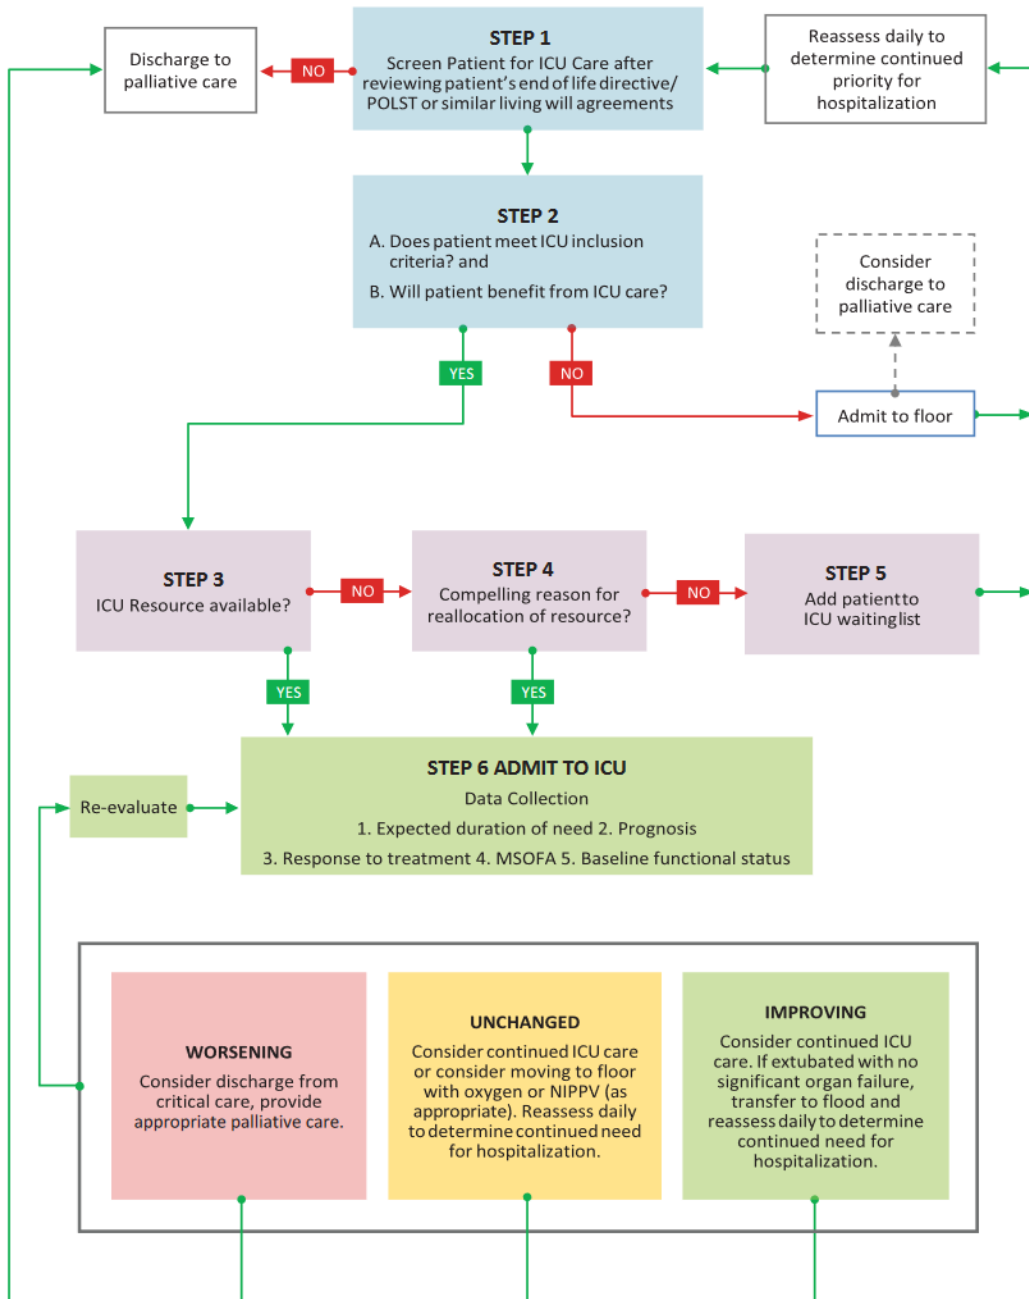 Discharge to
palliative care
NO
STEP 1
Screen Patient for ICU Care after
reviewing patient's end of life directive/
POLST or similar living will agreements
Reassess daily to
determine continued
priority for
hospitalization
STEP 2
A. Does patient meet ICU inclusion
criteria? and
B. Will patient benefit from ICU care?
Consider
discharge to
palliative care
YES
NO
Admit to floor
STEP 3
ICU Resource available?
NO
STEP 4
Compelling reason for
reallocation of resource?
NO
STEP 5
Add patient to
ICU waiting list
YES
YES
Re-evaluate
STEP 6 ADMIT TO ICU
Data Collection
1. Expected duration of need 2. Prognosis
3. Response to treatment 4. MSOFA 5. Baseline functional status
WORSENING
Consider discharge from
critical care, provide
appropriate palliative care.
UNCHANGED
Consider continued ICU care
or consider moving to floor
with oxygen or NIPPV (as
appropriate). Reassess daily
to determine continued need
for hospitalization.
IMPROVING
Consider continued ICU
care. If extubated with no
significant organ failure,
transfer to flood and
reassess daily to determine
continued need for
hospitalization.